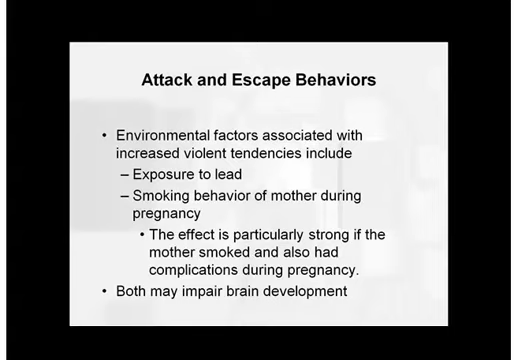 Attack and Escape Behaviors
• Environmental factors associated with
increased violent tendencies include
– Exposure to lead
– Smoking behavior of mother during
pregnancy
• The effect is particularly strong if the
mother smoked and also had
complications during pregnancy.
• Both may impair brain development